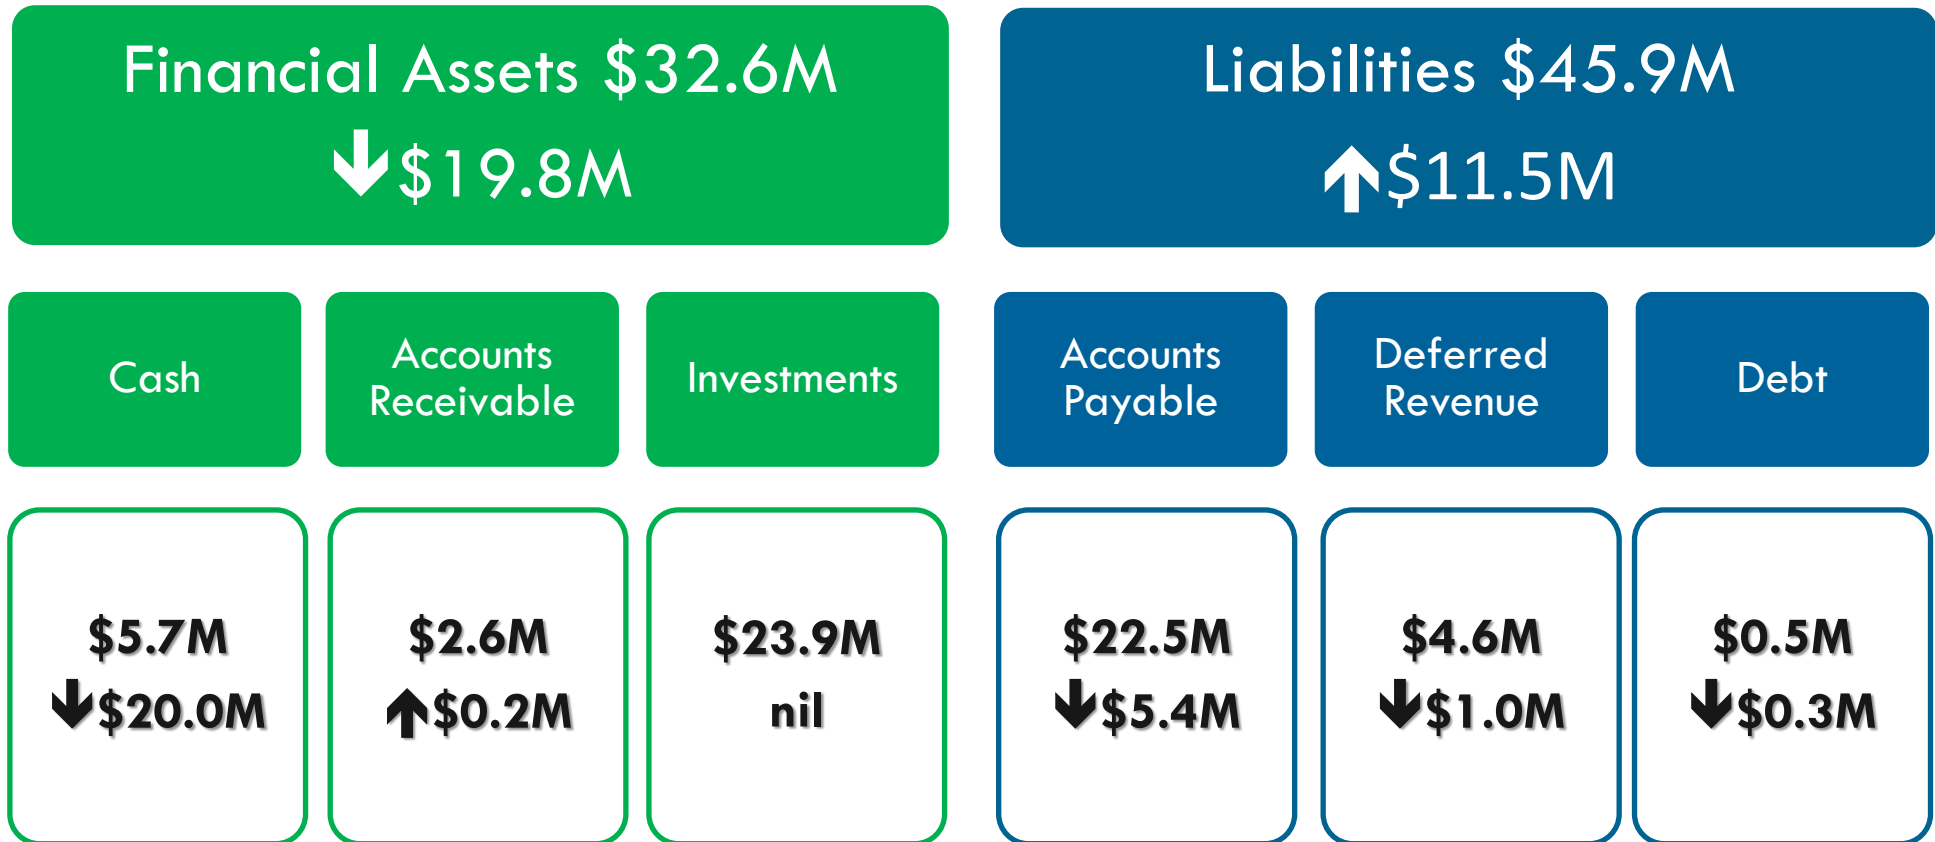 Financial Assets $32.6M
↓$19.8M
Liabilities $45.9M
↑$11.5M
Cash
Accounts
Receivable
Investments
Accounts
Payable
Deferred
Revenue
Debt
$5.7M
↓$20.0M
$2.6M
↑$0.2M
$23.9M
nil
$22.5M
↓$5.4M
$4.6M
↓$1.0M
$0.5M
↓$0.3M